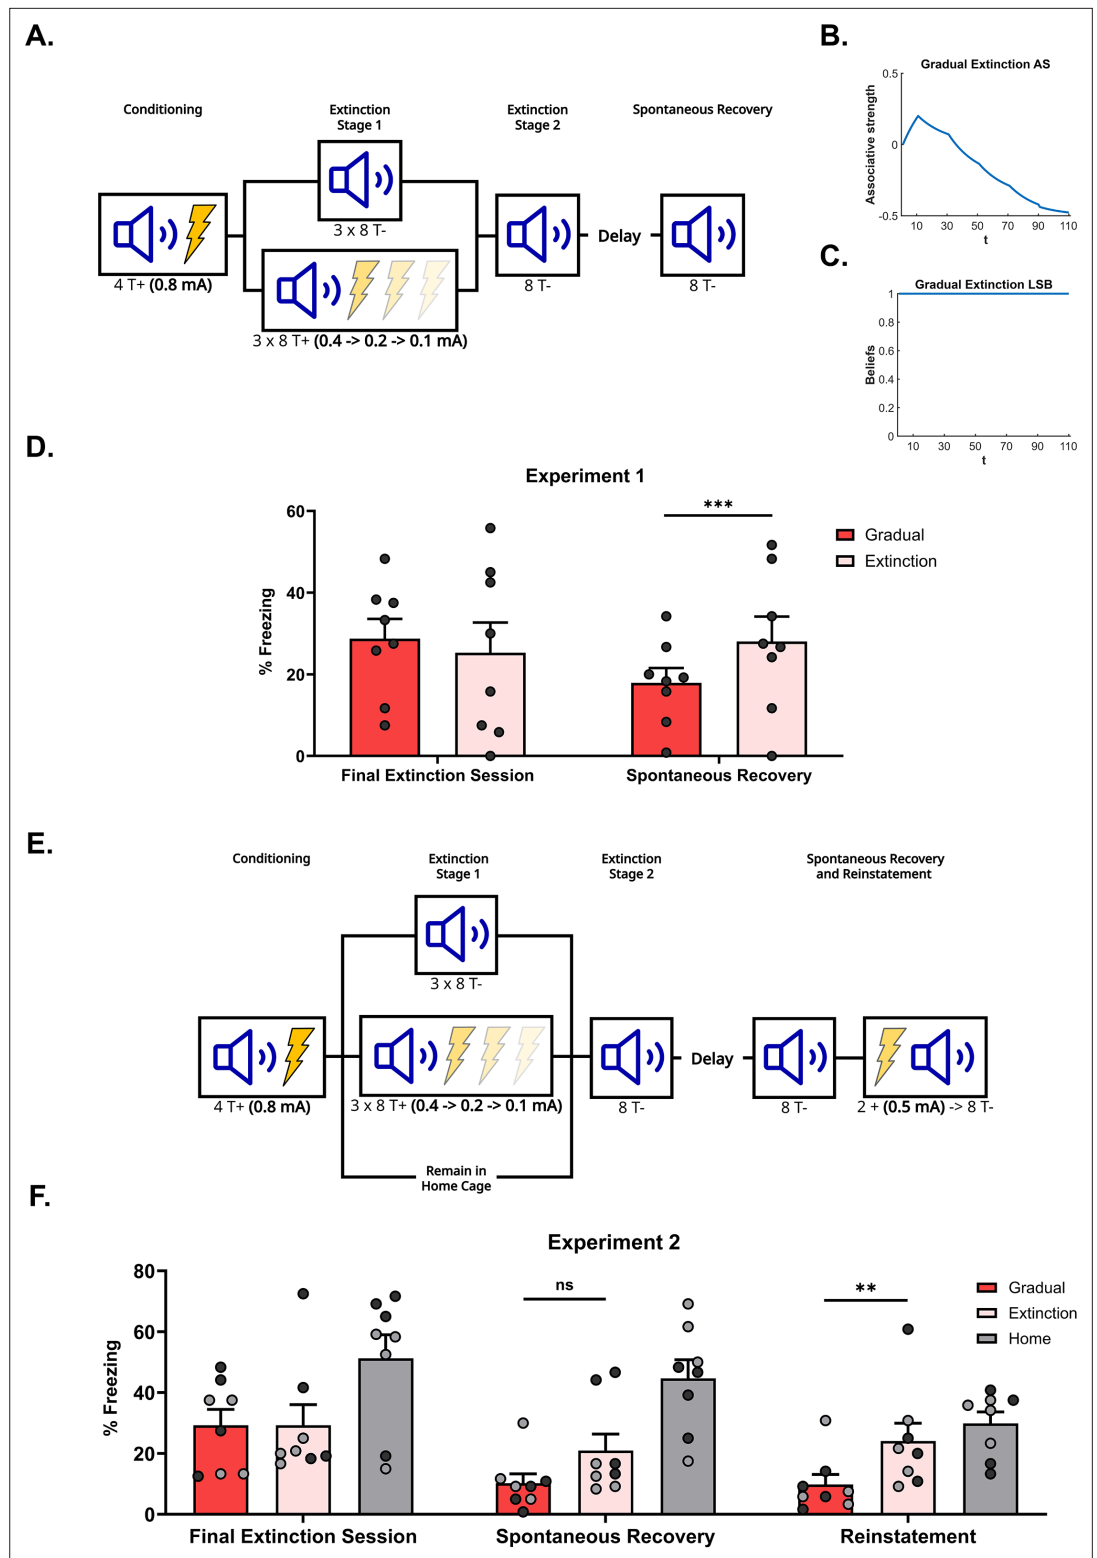 A.
Conditioning
Extinction
Stage 1
Extinction
Stage 2
Spontaneous Recovery
3 x 8 T-
4 T+ (0.8 mA)
3 x 8 T+ (0.4 -> 0.2 -> 0.1 mA)
8 T-
Delay
8 T-
B.
Gradual Extinction AS
Associative strength
0.5
0
-0.5
10 30 50 70 90 110
t
C.
Gradual Extinction LSB
Beliefs
1
0.8
0.6
0.4
0.2
0
10 30 50 70 90 110
t
D.
Experiment 1
% Freezing
60
40
20
0
***
Gradual
Extinction
Final Extinction Session
Spontaneous Recovery
E.
Conditioning
Extinction
Stage 1
Extinction
Stage 2
Spontaneous Recovery
and Reinstatement
3 x 8 T-
4 T+ (0.8 mA)
3 x 8 T+ (0.4 -> 0.2 -> 0.1 mA)
8 T-
Delay
8 T-
2 + (0.5 mA) -> 8 T-
Remain in
Home Cage
F.
Experiment 2
% Freezing
80
60
40
20
0
ns
**
Gradual
Extinction
Home
Final Extinction Session
Spontaneous Recovery
Reinstatement